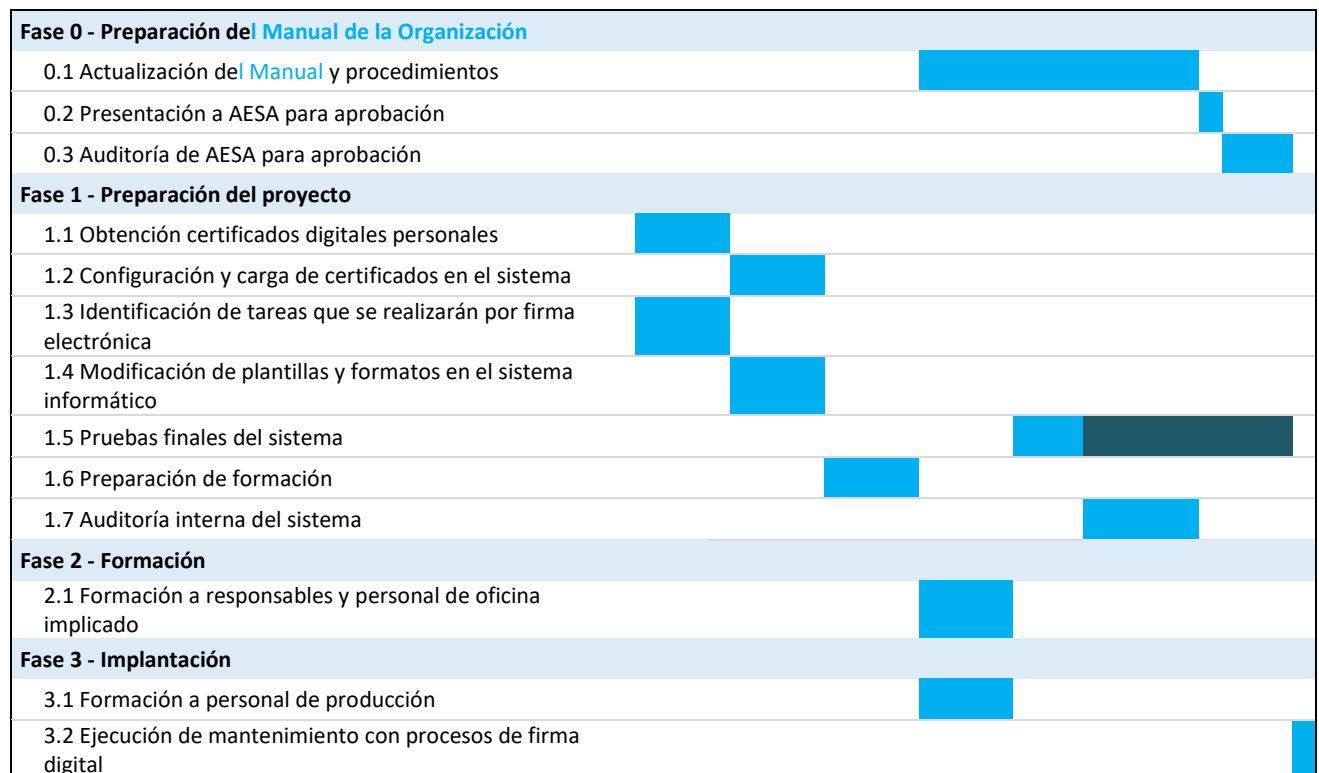 Fase 0 - Preparación del Manual de la Organización
0.1 Actualización del Manual y procedimientos
0.2 Presentación a AESA para aprobación
0.3 Auditoría de AESA para aprobación
Fase 1 - Preparación del proyecto
1.1 Obtención certificados digitales personales
1.2 Configuración y carga de certificados en el sistema
1.3 Identificación de tareas que se realizarán por firma
electrónica
1.4 Modificación de plantillas y formatos en el sistema
informático
1.5 Pruebas finales del sistema
1.6 Preparación de formación
1.7 Auditoría interna del sistema
Fase 2 - Formación
2.1 Formación a responsables y personal de oficina
implicado
Fase 3 - Implantación
3.1 Formación a personal de producción
3.2 Ejecución de mantenimiento con procesos de firma
digital